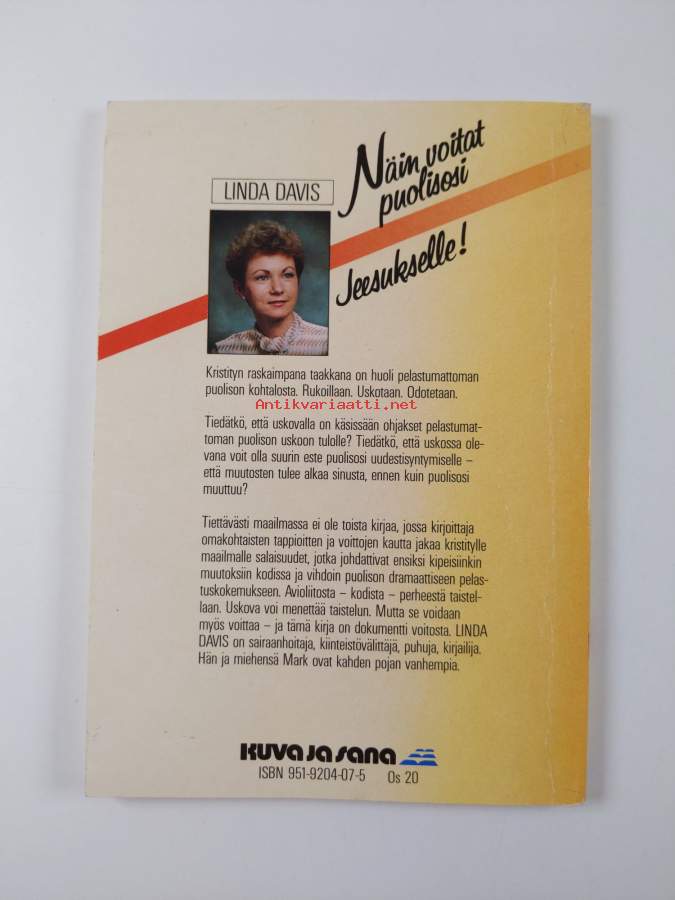 Näin voitat
puolisosi
Jeesukselle!
LINDA DAVIS
Kristityn raskaimpana taakkana on huoli pelastumattoman
puolison kohtalosta. Rukoillaan. Uskotaan. Odotetaan.
Antikvariaatti.net
Tiedätkö, että uskovalla on käsissään ohjakset pelastumat-
toman puolison uskoon tulolle? Tiedätkö, että uskossa ole-
vana voit olla suurin este puolisosi uudestisyntymiselle –
että muutosten tulee alkaa sinusta, ennen kuin puolisosi
muuttuu?
Tiettävästi maailmassa ei ole toista kirjaa, jossa kirjoittaja
omakohtaisten tappioitten ja voittojen kautta jakaa kristitylle
maailmalle salaisuudet, jotka johdattivat ensiksi kipeisiinkin
muutoksiin kodissa ja vihdoin puolison dramaattiseen pelas-
tuskokemukseen. Avioliitosta – kodista – perheestä taistel-
laan. Uskova voi menettää taistelun. Mutta se voidaan
myös voittaa – ja tämä kirja on dokumentti voitosta. LINDA
DAVIS on sairaanhoitaja, kiinteistövälittäjä, puhuja, kirjailija.
Hän ja miehensä Mark ovat kahden pojan vanhempia.
Kuva ja sana
ISBN 951-9204-07-5 Os 20